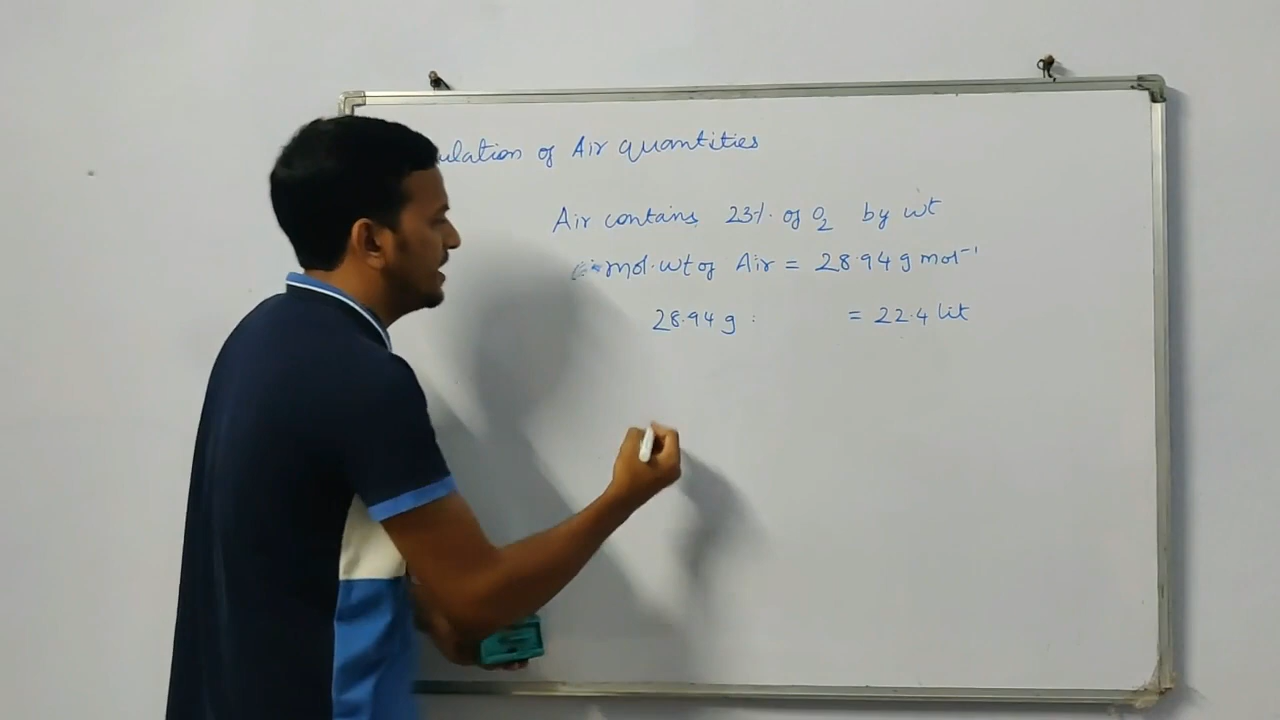 ulation of Air quantities
Air contains 23% of O₂ by wt
mol. wt of Air = 28.94 g mol⁻¹
28.94 g : = 22.4 lit